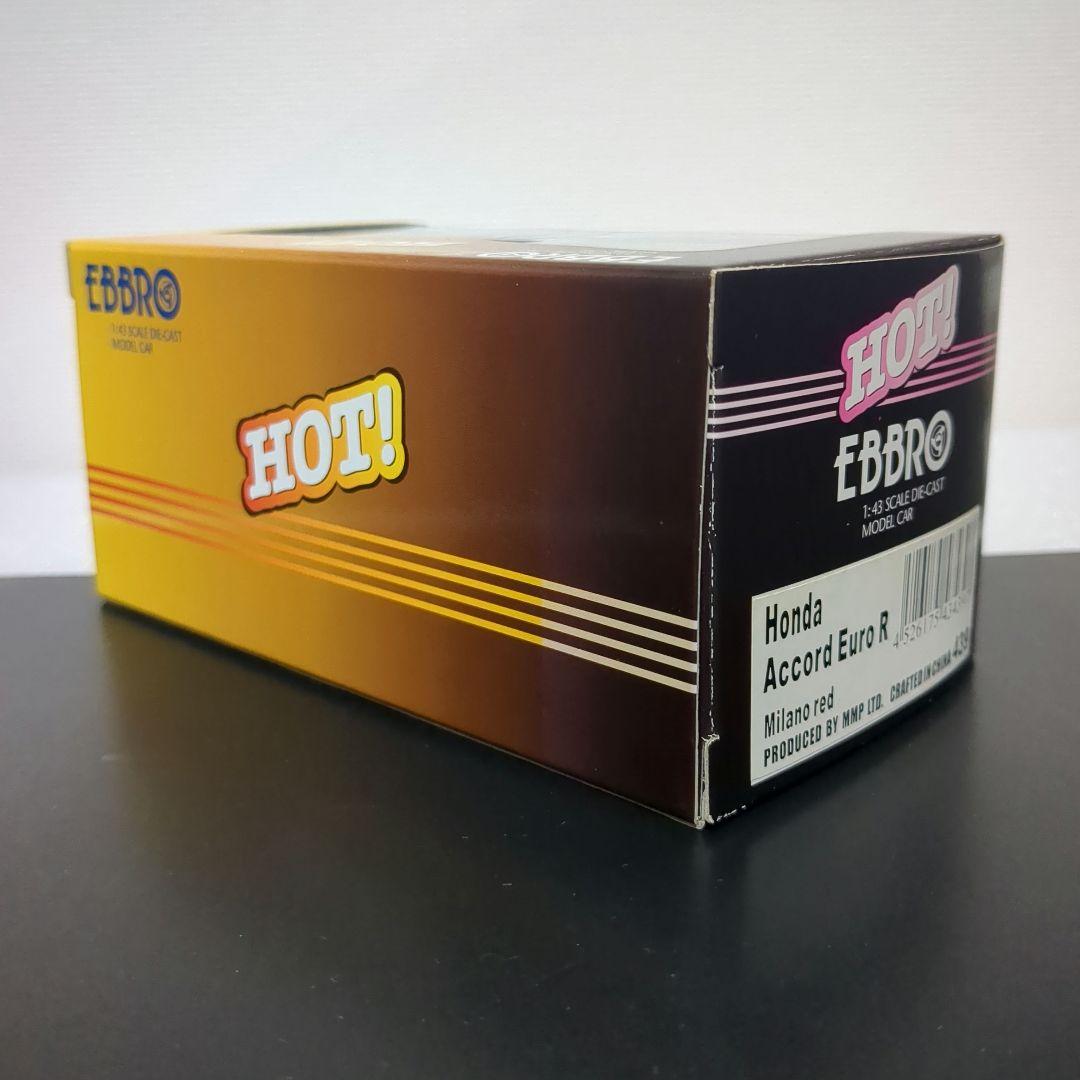 EBBRO
1:43 SCALE DIE-CAST
MODEL CAR
HOT!
HOT!
EBBRO
1:43 SCALE DIE-CAST
MODEL CAR
Honda
Accord Euro R
Milano red
PRODUCED BY MMP LTD. CRAFTED IN CHINA 439